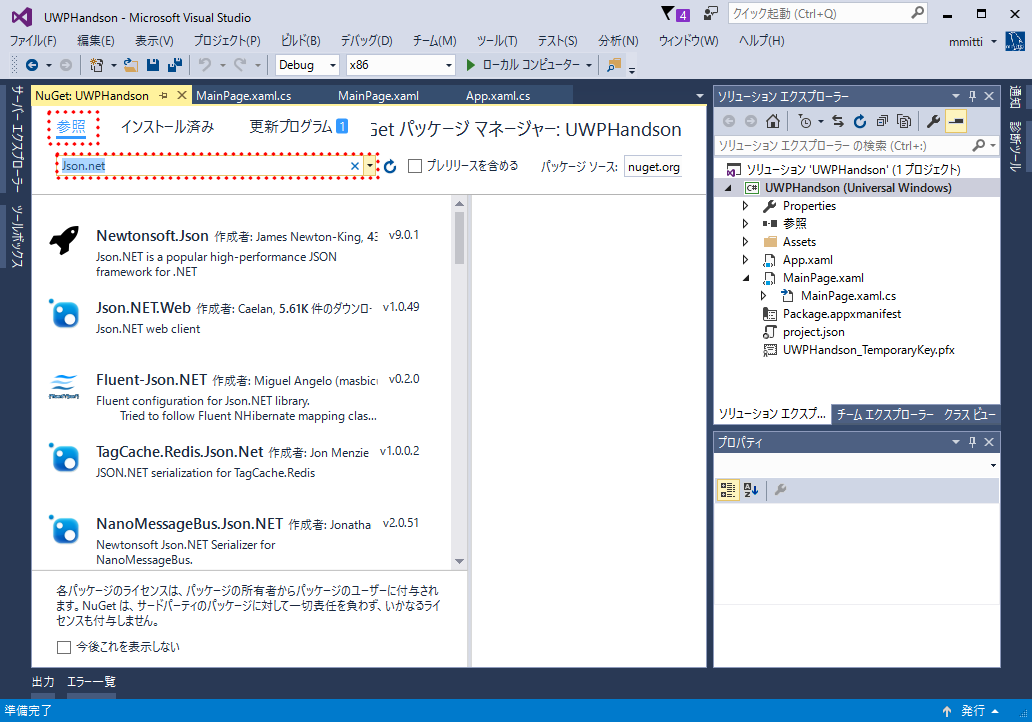 UWPHandson - Microsoft Visual Studio
4
クイック起動 (Ctrl+Q)
ファイル(F) 編集(E) 表示(V) プロジェクト(P) ビルド(B) デバッグ(D) チーム(M) ツール(T) テスト(S) 分析(N) ウィンドウ(W) ヘルプ(H) mmitti
Debug x86 ローカル コンピューター
サーバー エクスプローラー
ツールボックス
NuGet: UWPHandson MainPage.xaml.cs MainPage.xaml App.xaml.cs
参照 インストール済み 更新プログラム 1 Get パッケージ マネージャー: UWPHandson
Json.net プレリリースを含める パッケージ ソース: nuget.org
Newtonsoft.Json 作成者: James Newton-King, 43 v9.0.1
Json.NET is a popular high-performance JSON
framework for .NET
Json.NET.Web 作成者: Caelan, 5.61K 件のダウンロー v1.0.49
Json.NET web client
Fluent-Json.NET 作成者: Miguel Angelo (masbic v0.2.0
Fluent configuration for Json.NET library.
Tried to follow Fluent NHibernate mapping clas...
TagCache.Redis.Json.Net 作成者: Jon Menzie v1.0.0.2
JSON.NET serialization for TagCache.Redis
NanoMessageBus.Json.NET 作成者: Jonatha v2.0.51
Newtonsoft Json.NET Serializer for
NanoMessageBus.
各パッケージのライセンスは、パッケージの所有者からパッケージのユーザーに付与され
ます。NuGet は、サードパーティのパッケージに対して一切責任を負わず、いかなるライ
センスも付与しません。
今後これを表示しない
ソリューション エクスプローラー
ソリューション エクスプローラー の検索 (Ctrl+:)
ソリューション 'UWPHandson' (1 プロジェクト)
C# UWPHandson (Universal Windows)
Properties
参照
Assets
App.xaml
MainPage.xaml
MainPage.xaml.cs
Package.appxmanifest
project.json
UWPHandson_TemporaryKey.pfx
ソリューション エクスプ... チーム エクスプローラー クラス ビュー
プロパティ
通知
診断ツール
出力 エラー一覧
準備完了 発行